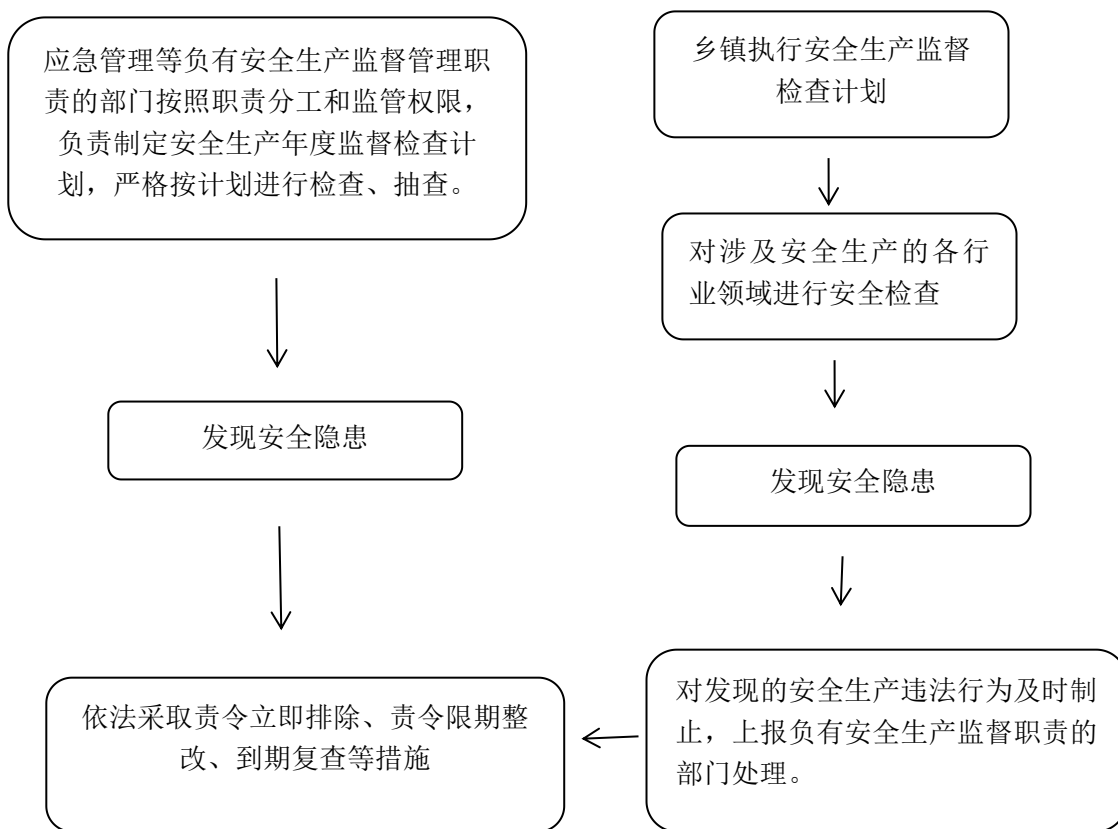 应急管理等负有安全生产监督管理职
责的部门按照职责分工和监管权限，
负责制定安全生产年度监督检查计
划，严格按计划进行检查、抽查。
发现安全隐患
依法采取责令立即排除、责令限期整
改、到期复查等措施
乡镇执行安全生产监督
检查计划
对涉及安全生产的各行
业领域进行安全检查
发现安全隐患
对发现的安全生产违法行为及时制
止，上报负有安全生产监督职责的
部门处理。